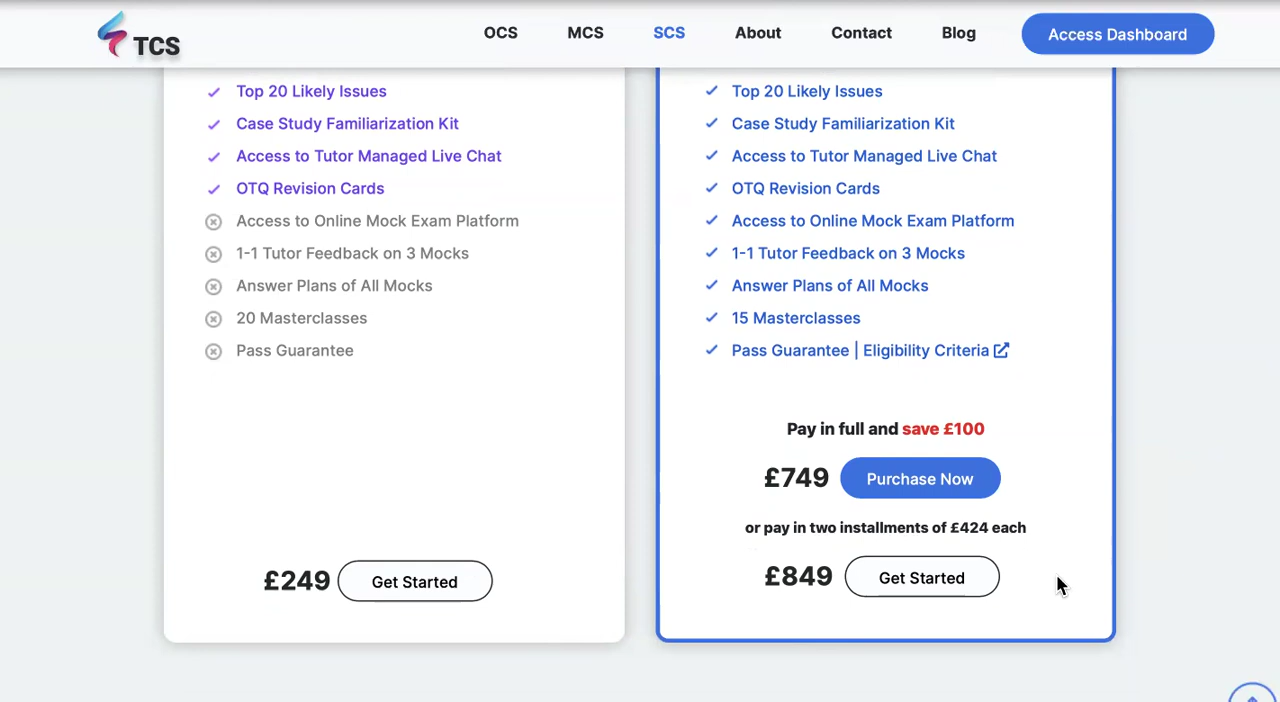 TCS
OCS MCS SCS About Contact Blog Access Dashboard
Top 20 Likely Issues
Case Study Familiarization Kit
Access to Tutor Managed Live Chat
OTQ Revision Cards
Access to Online Mock Exam Platform
1-1 Tutor Feedback on 3 Mocks
Answer Plans of All Mocks
20 Masterclasses
Pass Guarantee
£249 Get Started
Top 20 Likely Issues
Case Study Familiarization Kit
Access to Tutor Managed Live Chat
OTQ Revision Cards
Access to Online Mock Exam Platform
1-1 Tutor Feedback on 3 Mocks
Answer Plans of All Mocks
15 Masterclasses
Pass Guarantee | Eligibility Criteria
Pay in full and save £100
£749 Purchase Now
or pay in two installments of £424 each
£849 Get Started